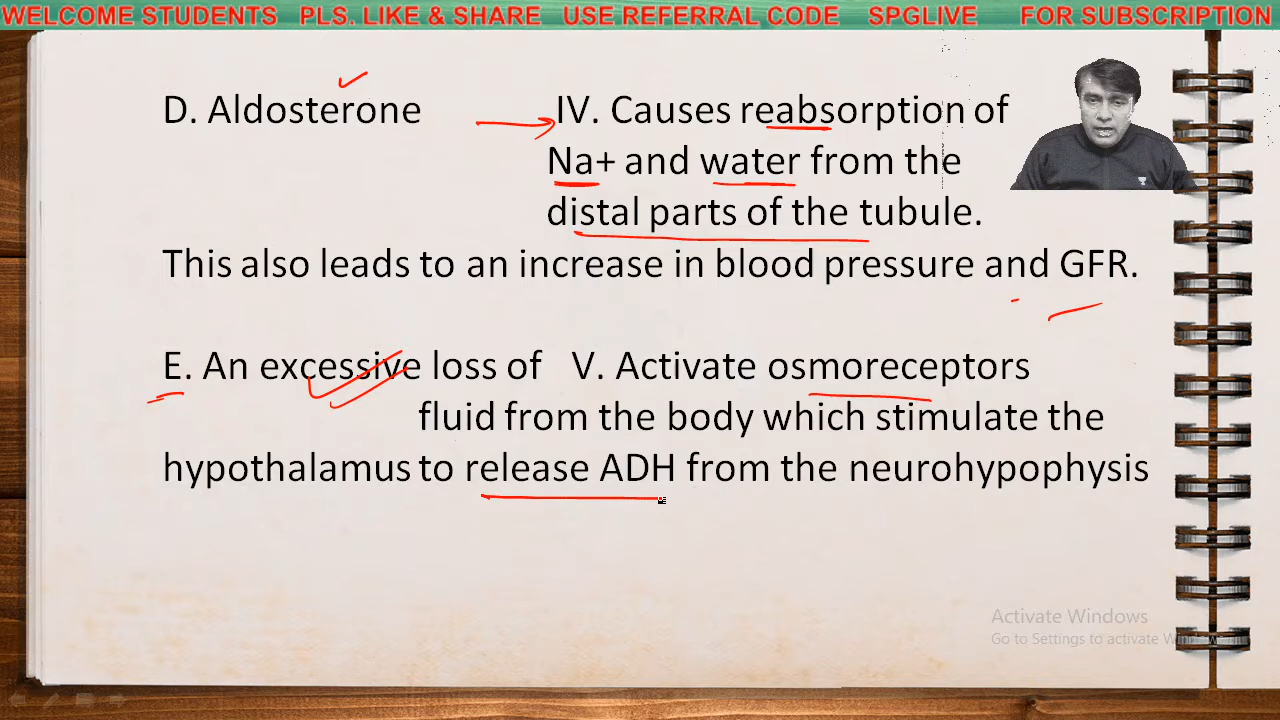 WELCOME STUDENTS PLS. LIKE & SHARE USE REFERRAL CODE SPGLIVE FOR SUBSCRIPTION
D. Aldosterone IV. Causes reabsorption of
Na+ and water from the
distal parts of the tubule.
This also leads to an increase in blood pressure and GFR.
E. An excessive loss of V. Activate osmoreceptors
fluid from the body which stimulate the
hypothalamus to release ADH from the neurohypophysis
Activate Windows
Go to Settings to activate Windows.